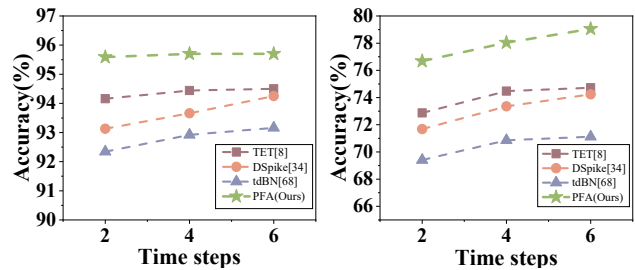 Accuracy(%)
97
96
95
94
93
92
91
90
2
4
6
Time steps
TET[8]
DSpike[34]
tdBN[68]
PFA(Ours)
Accuracy(%)
80
78
76
74
72
70
68
66
2
4
6
Time steps
TET[8]
DSpike[34]
tdBN[68]
PFA(Ours)